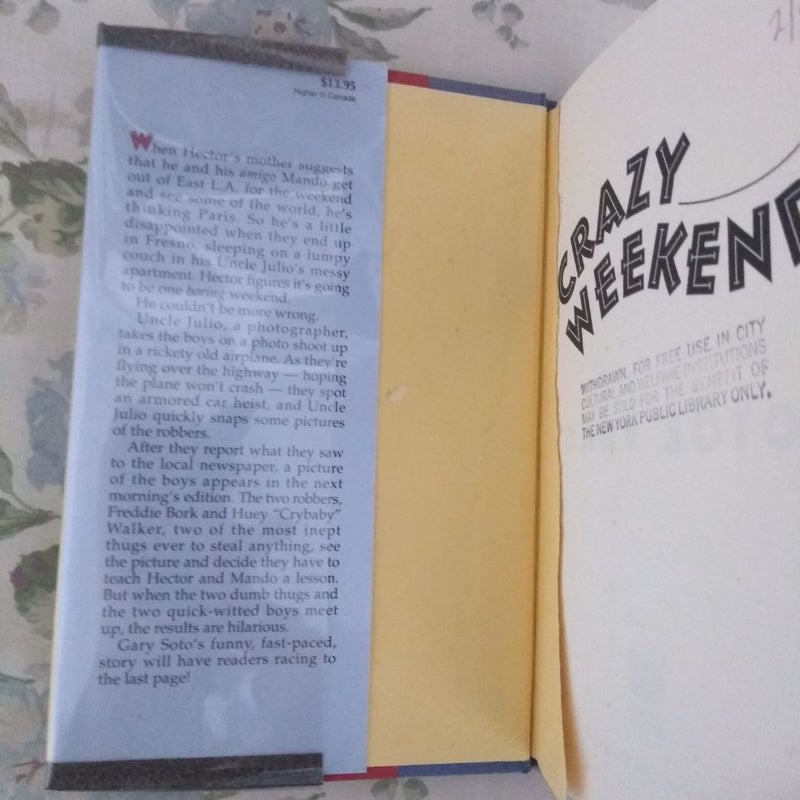 $13.95
Higher in Canada
When Hector's mother suggests
that he and his amigo Mando get
out of East L.A. for the weekend
and see some of the world, he's
thinking Paris. So he's a little
disappointed when they end up
in Fresno, sleeping on a lumpy
couch in his Uncle Julio's messy
apartment. Hector figures it's going
to be one boring weekend.
He couldn't be more wrong.
Uncle Julio, a photographer,
takes the boys on a photo shoot up
in a rickety old airplane. As they're
flying over the highway — hoping
the plane won't crash — they spot
an armored car heist, and Uncle
Julio quickly snaps some pictures
of the robbers.
After they report what they saw
to the local newspaper, a picture
of the boys appears in the next
morning's edition. The two robbers,
Freddie Bork and Huey "Crybaby"
Walker, two of the most inept
thugs ever to steal anything, see
the picture and decide they have to
teach Hector and Mando a lesson.
But when the two dumb thugs and
the two quick-witted boys meet
up, the results are hilarious.
Gary Soto's funny, fast-paced,
story will have readers racing to
the last page!
CRAZY
WEEKEND
WITHDRAWN. FOR FREE USE IN CITY
CULTURAL AND WELFARE INSTITUTIONS
MAY BE SOLD FOR THE BENEFIT OF
THE NEW YORK PUBLIC LIBRARY ONLY.